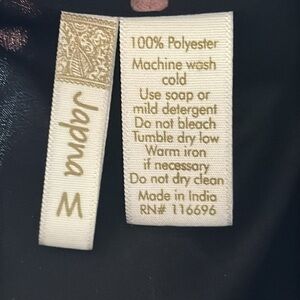 Japna M
100% Polyester
Machine wash
cold
Use soap or
mild detergent
Do not bleach
Tumble dry low
Warm iron
if necessary
Do not dry clean
Made in India
RN# 116696